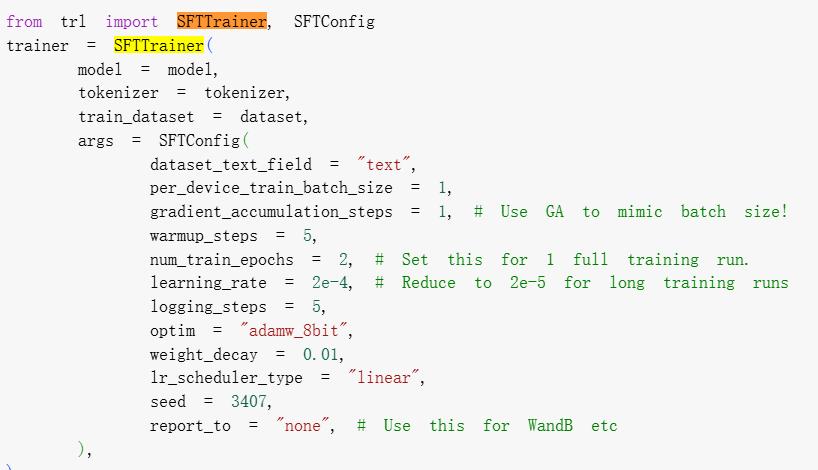 from trl import SFTTrainer, SFTConfig
trainer = SFTTrainer(
model = model,
tokenizer = tokenizer,
train_dataset = dataset,
args = SFTConfig(
dataset_text_field = "text",
per_device_train_batch_size = 1,
gradient_accumulation_steps = 1, # Use GA to mimic batch size!
warmup_steps = 5,
num_train_epochs = 2, # Set this for 1 full training run.
learning_rate = 2e-4, # Reduce to 2e-5 for long training runs
logging_steps = 5,
optim = "adamw_8bit",
weight_decay = 0.01,
lr_scheduler_type = "linear",
seed = 3407,
report_to = "none", # Use this for WandB etc
),
)